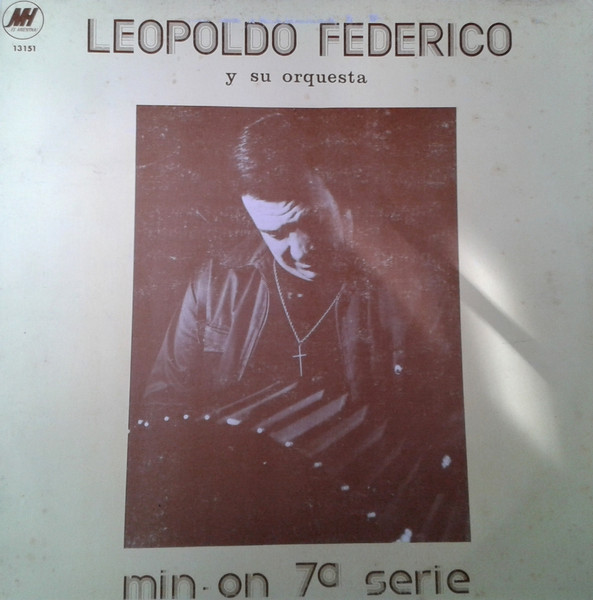 MH
13151
LEOPOLDO FEDERICO
y su orquesta
min-on 7a serie